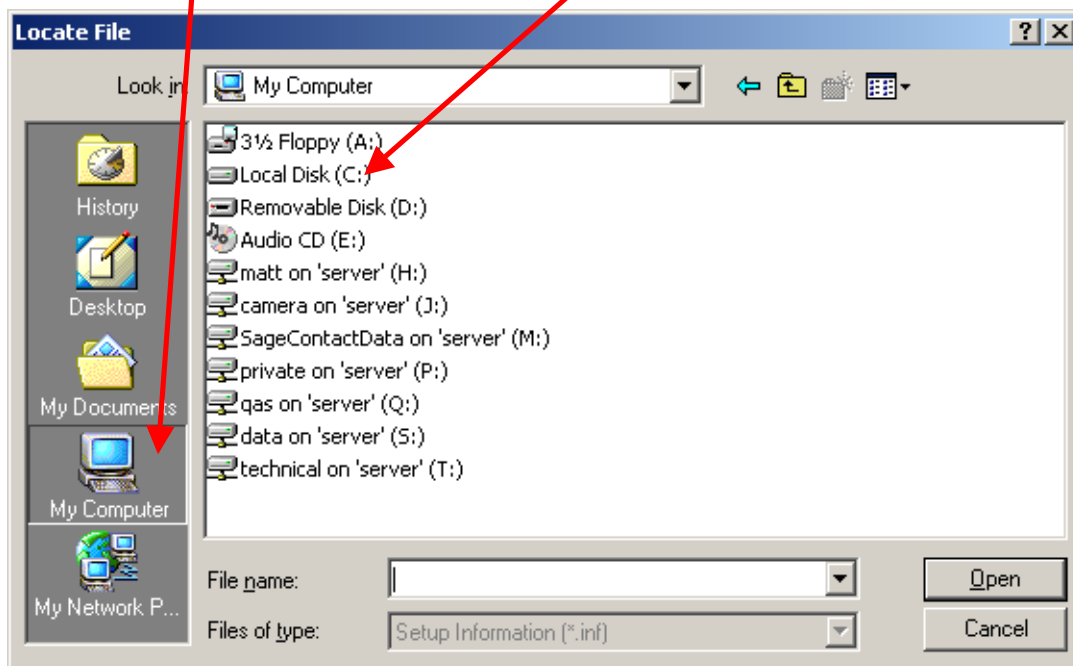 Locate File
Look in
My Computer
3½ Floppy (A:)
Local Disk (C:)
Removable Disk (D:)
Audio CD (E:)
matt on 'server' (H:)
camera on 'server' (J:)
SageContactData on 'server' (M:)
private on 'server' (P:)
qas on 'server' (Q:)
data on 'server' (S:)
technical on 'server' (T:)
History
Desktop
My Documents
My Computer
My Network P...
File name:
Open
Files of type:
Setup Information (*.inf)
Cancel